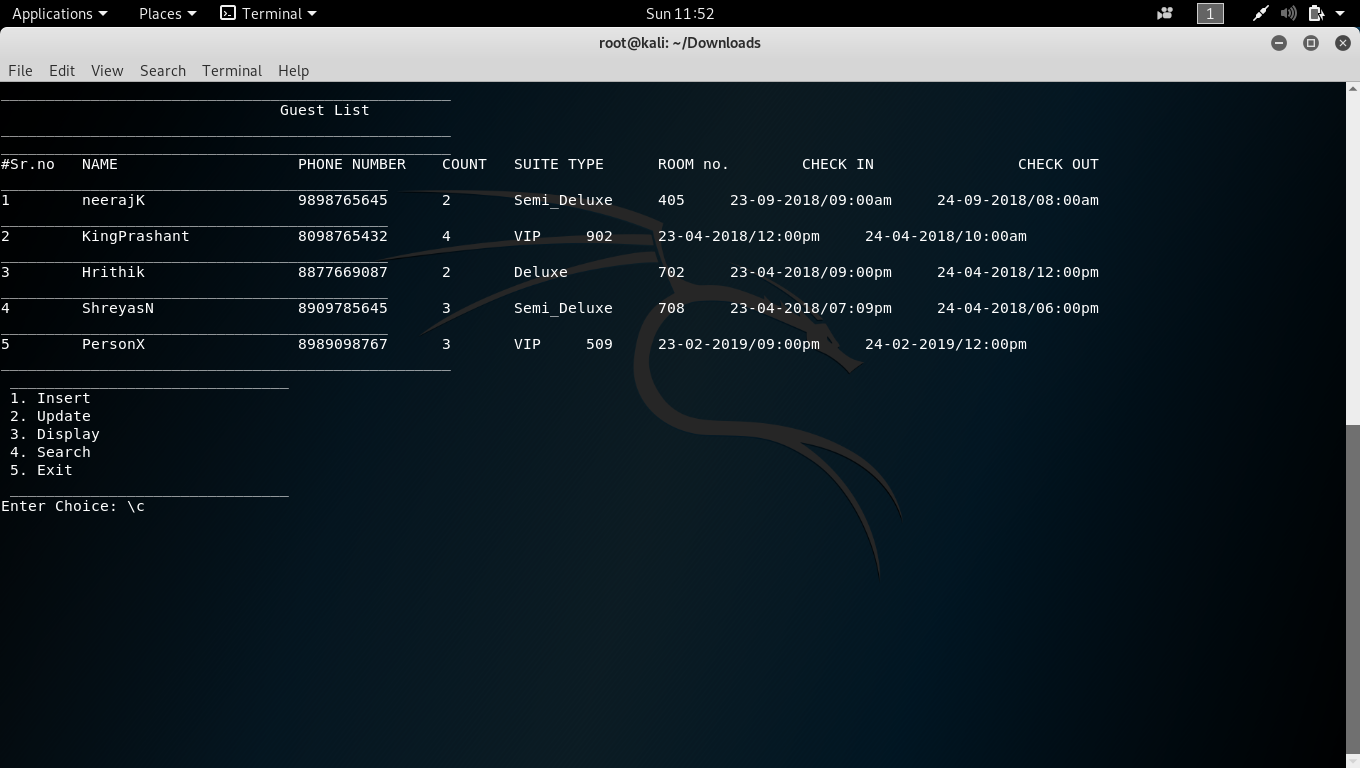 Applications Places Terminal Sun 11:52 1
root@kali: ~/Downloads
File Edit View Search Terminal Help
Guest List
#Sr.no NAME PHONE NUMBER COUNT SUITE TYPE ROOM no. CHECK IN CHECK OUT
1 neerajK 9898765645 2 Semi_Deluxe 405 23-09-2018/09:00am 24-09-2018/08:00am
2 KingPrashant 8098765432 4 VIP 902 23-04-2018/12:00pm 24-04-2018/10:00am
3 Hrithik 8877669087 2 Deluxe 702 23-04-2018/09:00pm 24-04-2018/12:00pm
4 ShreyasN 8909785645 3 Semi_Deluxe 708 23-04-2018/07:09pm 24-04-2018/06:00pm
5 PersonX 8989098767 3 VIP 509 23-02-2019/09:00pm 24-02-2019/12:00pm
1. Insert
2. Update
3. Display
4. Search
5. Exit
Enter Choice: \c